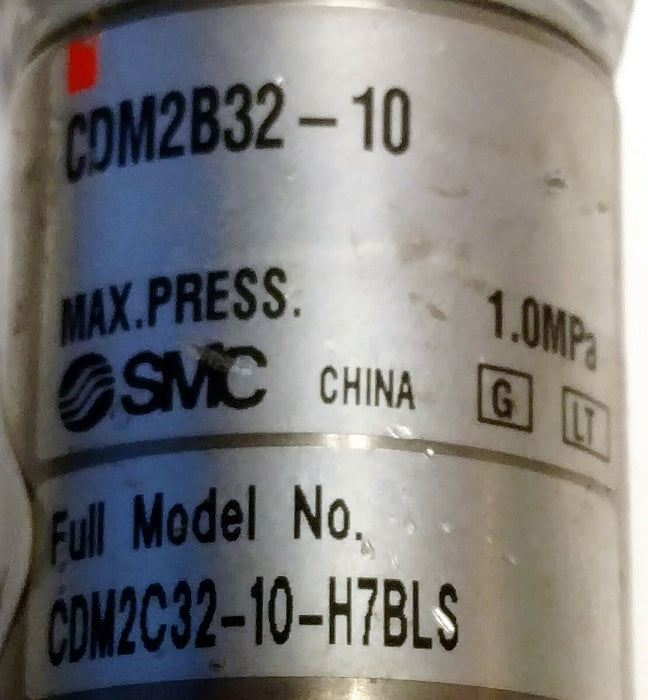 CDM2B32-10
MAX.PRESS. 1.0MPa
SMC CHINA G LT
Full Model No.
CDM2C32-10-H7BLS